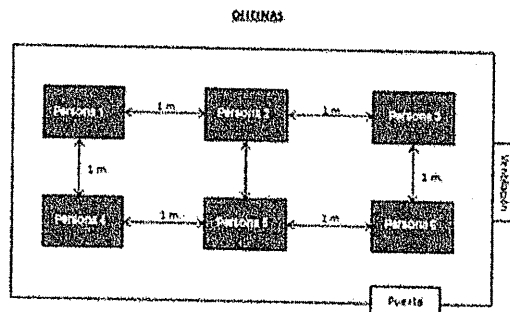 OFICINAS
Persona 1
1 m.
Persona 2
1 m.
Persona 3
1 m.
1 m.
Ventilación
Persona 4
1 m.
Persona 5
1 m
Persona 6
Puerta